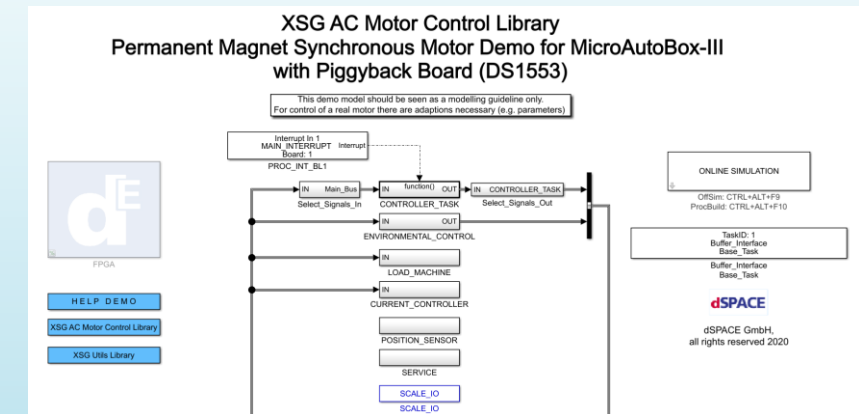 XSG AC Motor Control Library
Permanent Magnet Synchronous Motor Demo for MicroAutoBox-III
with Piggyback Board (DS1553)
This demo model should be seen as a modelling guideline only.
For control of a real motor there are adaptions necessary (e.g. parameters)
Interrupt In 1
MAIN_INTERRUPT Interrupt
Board: 1
PROC_INT_BL1
IN Main_Bus
Select_Signals_In
IN function() OUT
CONTROLLER_TASK
IN CONTROLLER_TASK
Select_Signals_Out
IN OUT
ENVIRONMENTAL_CONTROL
IN
LOAD_MACHINE
IN
CURRENT_CONTROLLER
POSITION_SENSOR
SERVICE
SCALE_IO
SCALE_IO
dE
FPGA
HELP DEMO
XSG AC Motor Control Library
XSG Utils Library
ONLINE SIMULATION
OffSim: CTRL+ALT+F9
ProcBuild: CTRL+ALT+F10
TaskID: 1
Buffer_Interface
Base_Task
Buffer_Interface
Base_Task
dSPACE
dSPACE GmbH,
all rights reserved 2020